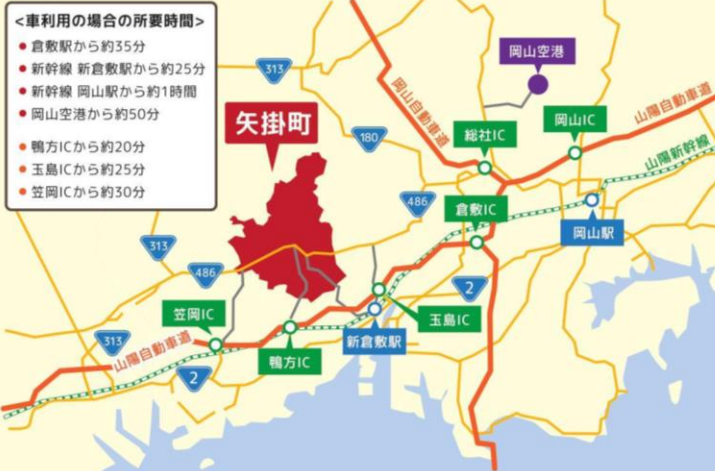 <車利用の場合の所要時間>
● 倉敷駅から約35分
● 新幹線 新倉敷駅から約25分
● 新幹線 岡山駅から約1時間
● 岡山空港から約50分
● 鴨方ICから約20分
● 玉島ICから約25分
● 笠岡ICから約30分
313
岡山空港
岡山自動車道
矢掛町
180
総社IC
岡山IC
山陽自動車道
山陽新幹線
486
倉敷IC
岡山駅
313
486
2
笠岡IC
玉島IC
313
山陽自動車道
鴨方IC
新倉敷駅
2